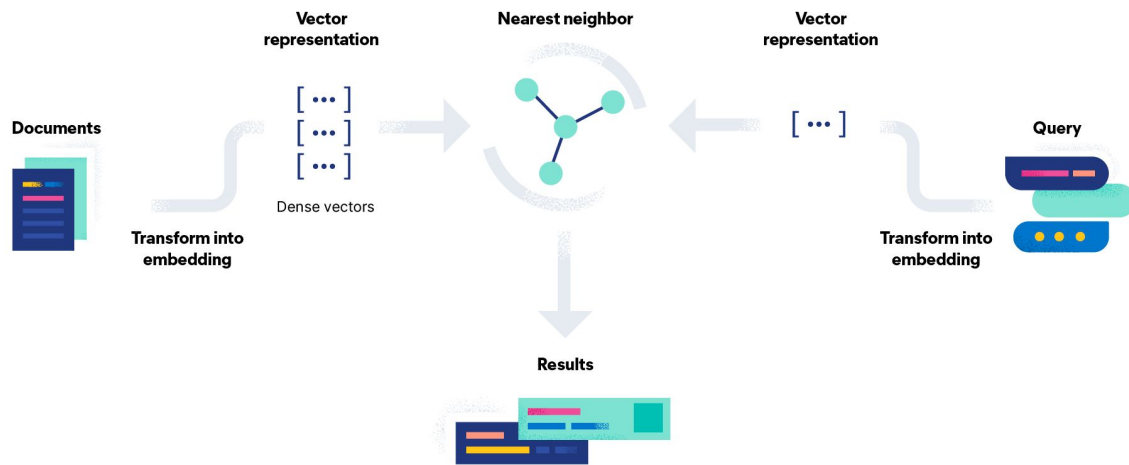 Vector
representation
Nearest neighbor
Vector
representation
[ ••• ]
[ ••• ]
[ ••• ]
[ ••• ]
Documents
Query
Dense vectors
Transform into
embedding
Transform into
embedding
Results